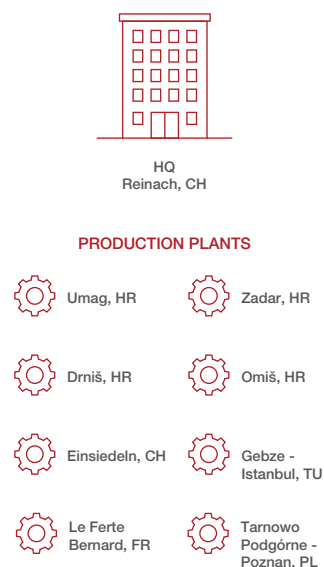 HQ
Reinach, CH
PRODUCTION PLANTS
Umag, HR
Zadar, HR
Drniš, HR
Omiš, HR
Einsiedeln, CH
Gebze -
Istanbul, TU
Le Ferte
Bernard, FR
Tarnowo
Podgórne -
Poznan, PL